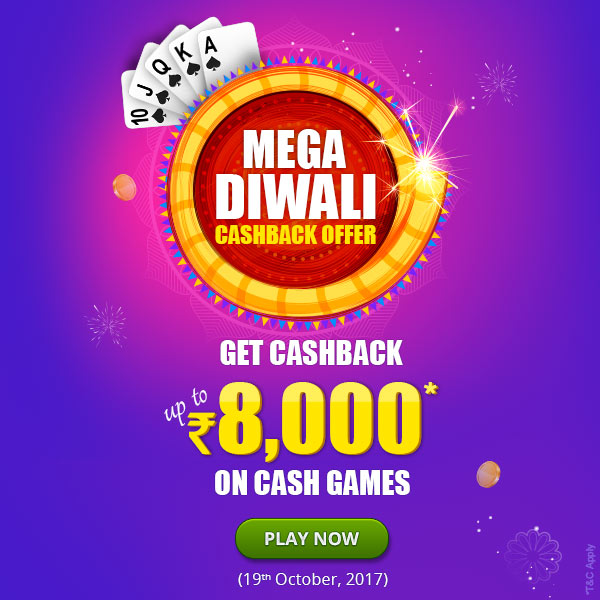 10 J Q K A
MEGA
DIWALI
CASHBACK OFFER
GET CASHBACK
up to
₹8,000*
ON CASH GAMES
PLAY NOW
(19th October, 2017)
*T&C Apply